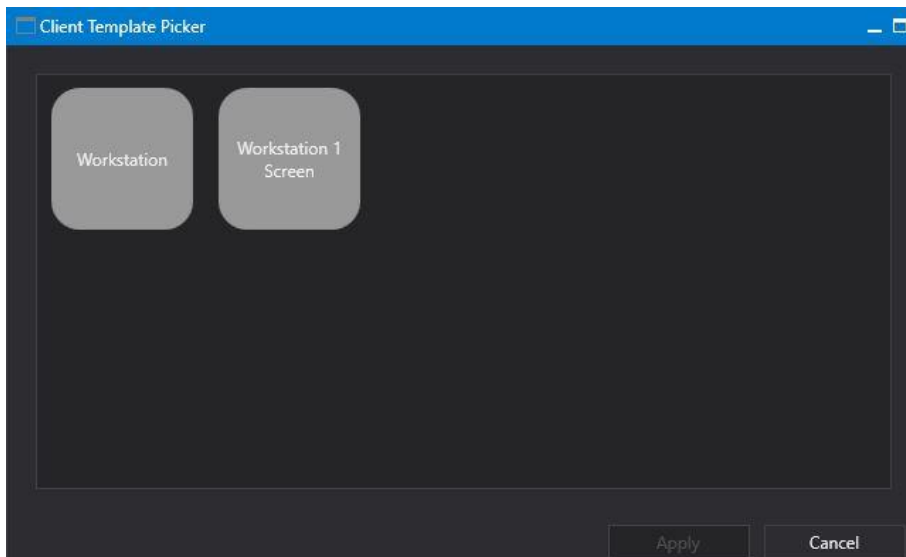 Client Template Picker
Workstation
Workstation 1
Screen
Apply
Cancel